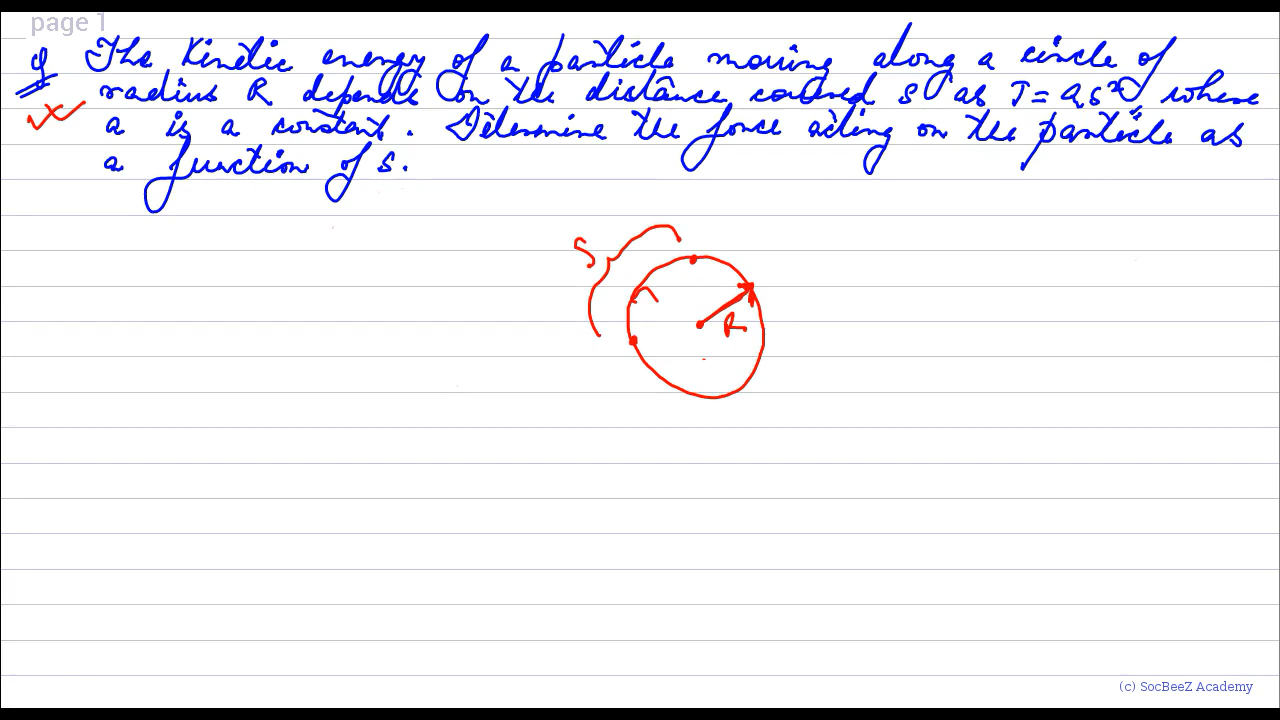 page 1
Q The Kinetic energy of a particle moving along a circle of
radius R depends on the distance covered s as T = as² where
a is a constant. Determine the force acting on the particle as
a function of s.
S
R
(c) SocBeeZ Academy